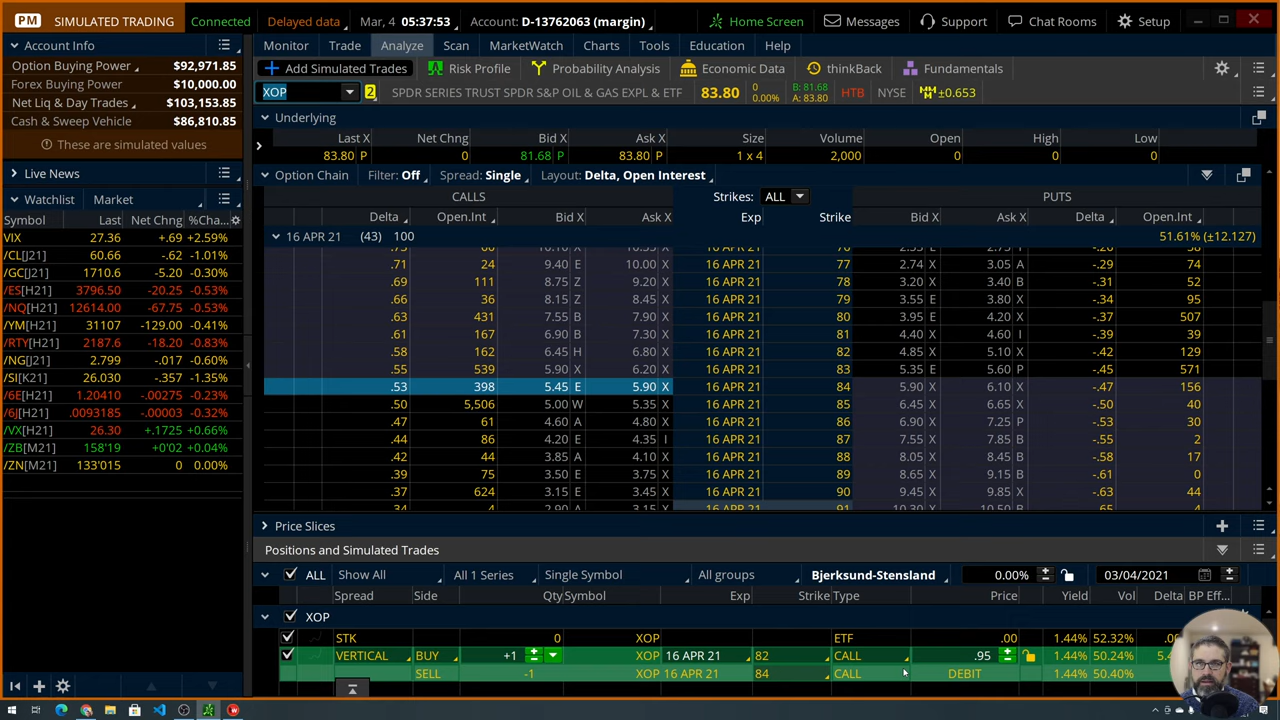 PM SIMULATED TRADING Connected Delayed data Mar, 4 05:37:53 Account: D-13762063 (margin) Home Screen Messages Support Chat Rooms Setup
Account Info
Option Buying Power $92,971.85
Forex Buying Power $10,000.00
Net Liq & Day Trades $103,153.85
Cash & Sweep Vehicle $86,810.85
These are simulated values
Live News
Watchlist Market
Symbol Last Net Chng %Cha...
VIX 27.36 +.69 +2.59%
/CL[J21] 60.66 -.62 -1.01%
/GC[J21] 1710.6 -5.20 -0.30%
/ES[H21] 3796.50 -20.25 -0.53%
/NQ[H21] 12614.00 -67.75 -0.53%
/YM[H21] 31107 -129.00 -0.41%
/RTY[H21] 2187.6 -18.20 -0.83%
/NG[J21] 2.799 -.017 -0.60%
/SI[K21] 26.030 -.357 -1.35%
/6E[H21] 1.20410 -.00275 -0.23%
/6J[H21] .0093185 -.00003 -0.32%
/VX[H21] 26.30 +.1725 +0.66%
/ZB[M21] 158'19 +0'02 +0.04%
/ZN[M21] 133'015 0 0.00%
Monitor Trade Analyze Scan MarketWatch Charts Tools Education Help
Add Simulated Trades Risk Profile Probability Analysis Economic Data thinkBack Fundamentals
XOP 2 SPDR SERIES TRUST SPDR S&P OIL & GAS EXPL & ETF 83.80 0 0.00% B: 81.68 A: 83.80 HTB NYSE ±0.653
Underlying
Last X Net Chng Bid X Ask X Size Volume Open High Low
83.80 P 0 81.68 P 83.80 P 1 x 4 2,000 0 0 0
Option Chain Filter: Off Spread: Single Layout: Delta, Open Interest
CALLS Strikes: ALL PUTS
Delta Open.Int Bid X Ask X Exp Strike Bid X Ask X Delta Open.Int
16 APR 21 (43) 100 51.61% (±12.127)
.71 24 9.40 E 10.00 X 16 APR 21 77 2.74 X 3.05 A -.29 74
.69 111 8.75 Z 9.20 X 16 APR 21 78 3.20 X 3.40 B -.31 52
.66 36 8.15 Z 8.45 X 16 APR 21 79 3.55 E 3.80 X -.34 95
.63 431 7.55 B 7.90 X 16 APR 21 80 3.95 E 4.20 X -.37 507
.61 167 6.90 B 7.30 X 16 APR 21 81 4.40 X 4.60 I -.39 39
.58 162 6.45 H 6.80 X 16 APR 21 82 4.85 X 5.10 X -.42 129
.55 539 5.90 X 6.20 X 16 APR 21 83 5.35 E 5.60 P -.45 571
.53 398 5.45 E 5.90 X 16 APR 21 84 5.90 X 6.10 X -.47 156
.50 5,506 5.00 W 5.35 X 16 APR 21 85 6.45 X 6.65 X -.50 40
.47 61 4.60 A 4.80 X 16 APR 21 86 6.90 X 7.25 P -.53 30
.44 86 4.20 E 4.35 I 16 APR 21 87 7.55 X 7.85 B -.55 2
.42 44 3.85 A 4.10 X 16 APR 21 88 8.05 X 8.45 B -.58 17
.39 75 3.50 E 3.75 X 16 APR 21 89 8.65 X 9.15 B -.61 0
.37 624 3.15 E 3.45 X 16 APR 21 90 9.45 X 9.85 X -.63 44
Price Slices
Positions and Simulated Trades
ALL Show All All 1 Series Single Symbol All groups Bjerksund-Stensland 0.00% 03/04/2021
Spread Side Qty Symbol Exp Strike Type Price Yield Vol Delta BP Eff...
XOP
STK 0 XOP ETF .00 1.44% 52.32%
VERTICAL BUY +1 XOP 16 APR 21 82 CALL .95 1.44% 50.24%
SELL -1 XOP 16 APR 21 84 CALL DEBIT 1.44% 50.40%